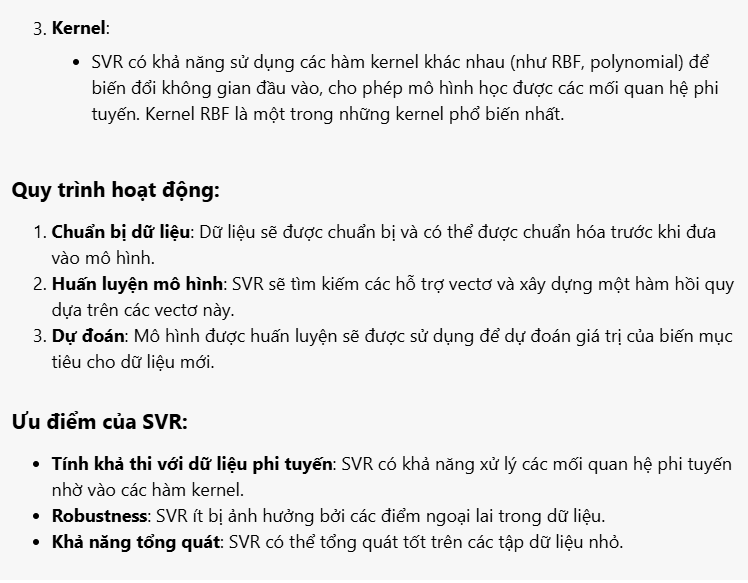 3. Kernel:
• SVR có khả năng sử dụng các hàm kernel khác nhau (như RBF, polynomial) để
biến đổi không gian đầu vào, cho phép mô hình học được các mối quan hệ phi
tuyến. Kernel RBF là một trong những kernel phổ biến nhất.
Quy trình hoạt động:
1. Chuẩn bị dữ liệu: Dữ liệu sẽ được chuẩn bị và có thể được chuẩn hóa trước khi đưa
vào mô hình.
2. Huấn luyện mô hình: SVR sẽ tìm kiếm các hỗ trợ vectơ và xây dựng một hàm hồi quy
dựa trên các vectơ này.
3. Dự đoán: Mô hình được huấn luyện sẽ được sử dụng để dự đoán giá trị của biến mục
tiêu cho dữ liệu mới.
Ưu điểm của SVR:
• Tính khả thi với dữ liệu phi tuyến: SVR có khả năng xử lý các mối quan hệ phi tuyến
nhờ vào các hàm kernel.
• Robustness: SVR ít bị ảnh hưởng bởi các điểm ngoại lai trong dữ liệu.
• Khả năng tổng quát: SVR có thể tổng quát tốt trên các tập dữ liệu nhỏ.